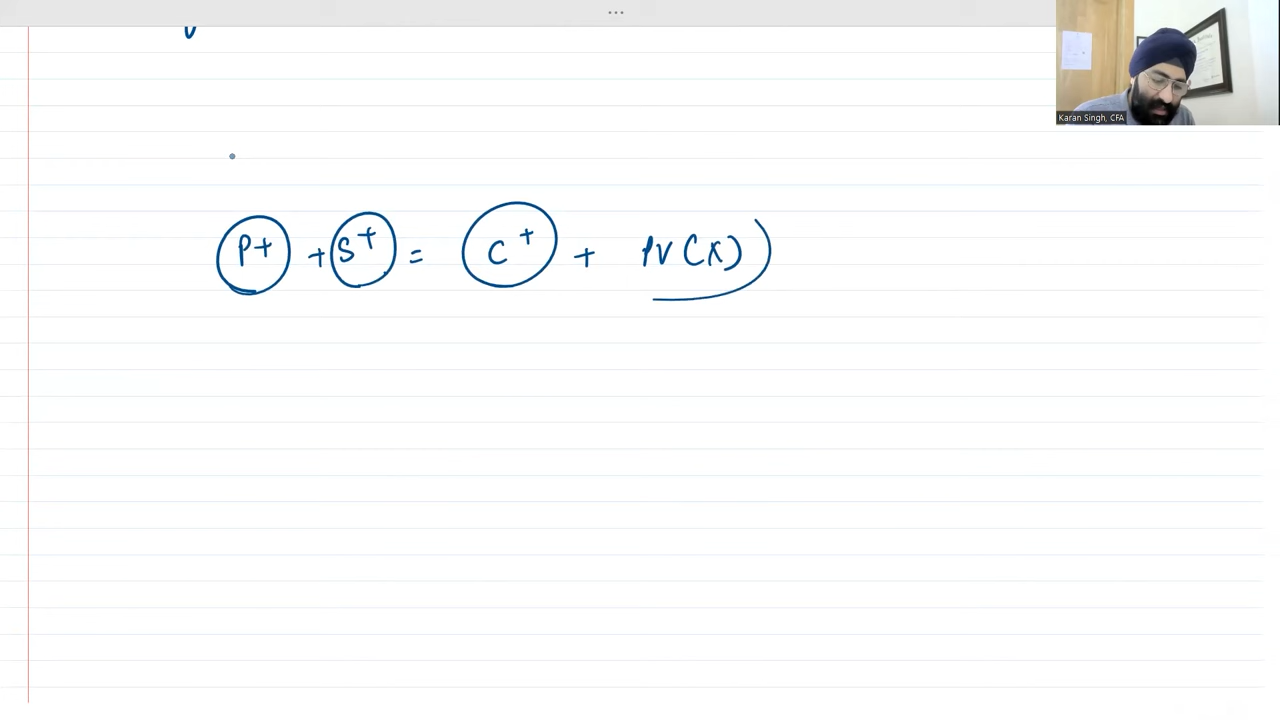 Karan Singh, CFA
P+ + S+ = C+ + PV(X)